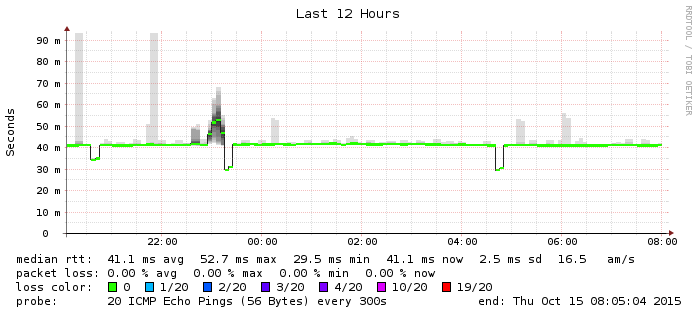 Last 12 Hours
RRDTOOL / TOBI OETIKER
Seconds
90 m
80 m
70 m
60 m
50 m
40 m
30 m
20 m
10 m
0
22:00 00:00 02:00 04:00 06:00 08:00
median rtt: 41.1 ms avg 52.7 ms max 29.5 ms min 41.1 ms now 2.5 ms sd 16.5 am/s
packet loss: 0.00 % avg 0.00 % max 0.00 % min 0.00 % now
loss color: 0 1/20 2/20 3/20 4/20 10/20 19/20
probe: 20 ICMP Echo Pings (56 Bytes) every 300s end: Thu Oct 15 08:05:04 2015